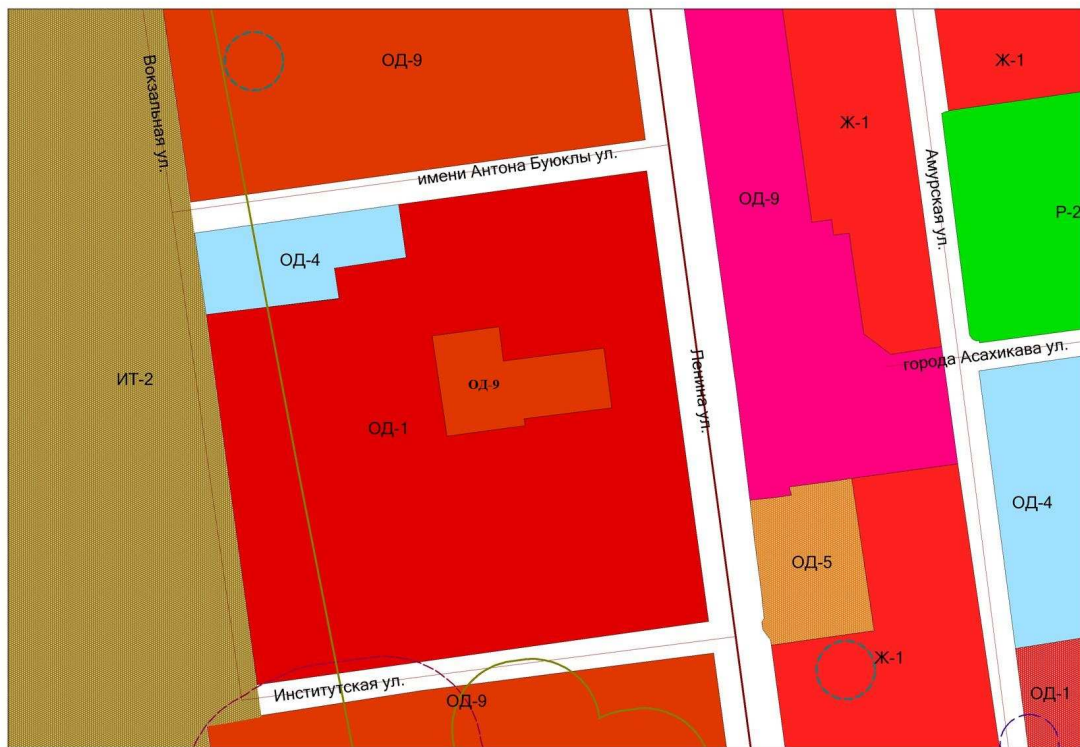 ОД-9
Ж-1
Вокзальная ул.
Ж-1
имени Антона Буюклы ул.
Амурская ул.
ОД-9
Р-2
ОД-4
города Асахикава ул.
ИТ-2
ОД-9
Ленина ул.
ОД-1
ОД-4
ОД-5
Ж-1
Институтская ул.
ОД-9
ОД-1